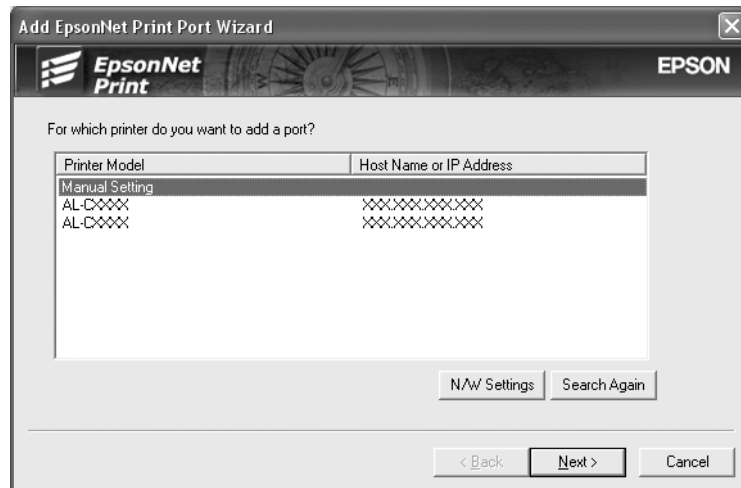 Add EpsonNet Print Port Wizard
EpsonNet
Print
EPSON
For which printer do you want to add a port?
Printer Model Host Name or IP Address
Manual Setting
AL-CXXXX XXX.XXX.XXX.XXX
AL-CXXXX XXX.XXX.XXX.XXX
N/W Settings Search Again
< Back Next > Cancel